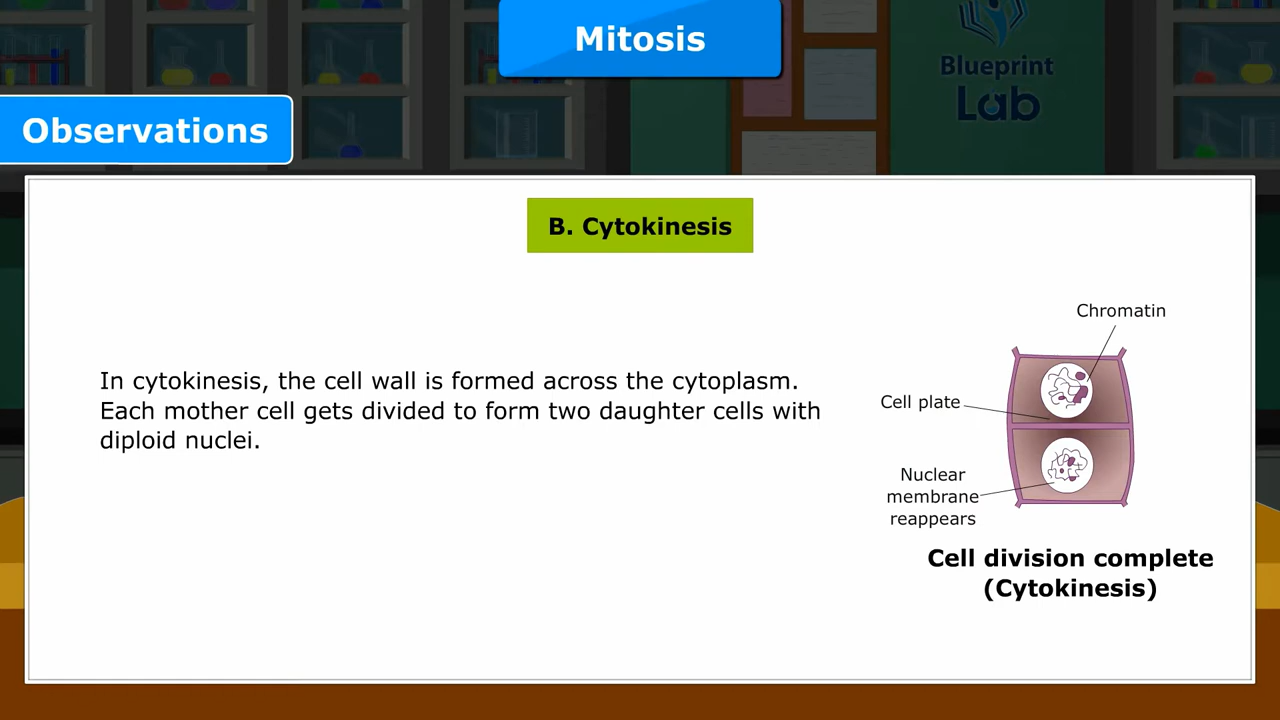 Mitosis
Blueprint
Lab
Observations
B. Cytokinesis
In cytokinesis, the cell wall is formed across the cytoplasm.
Each mother cell gets divided to form two daughter cells with
diploid nuclei.
Chromatin
Cell plate
Nuclear
membrane
reappears
Cell division complete
(Cytokinesis)